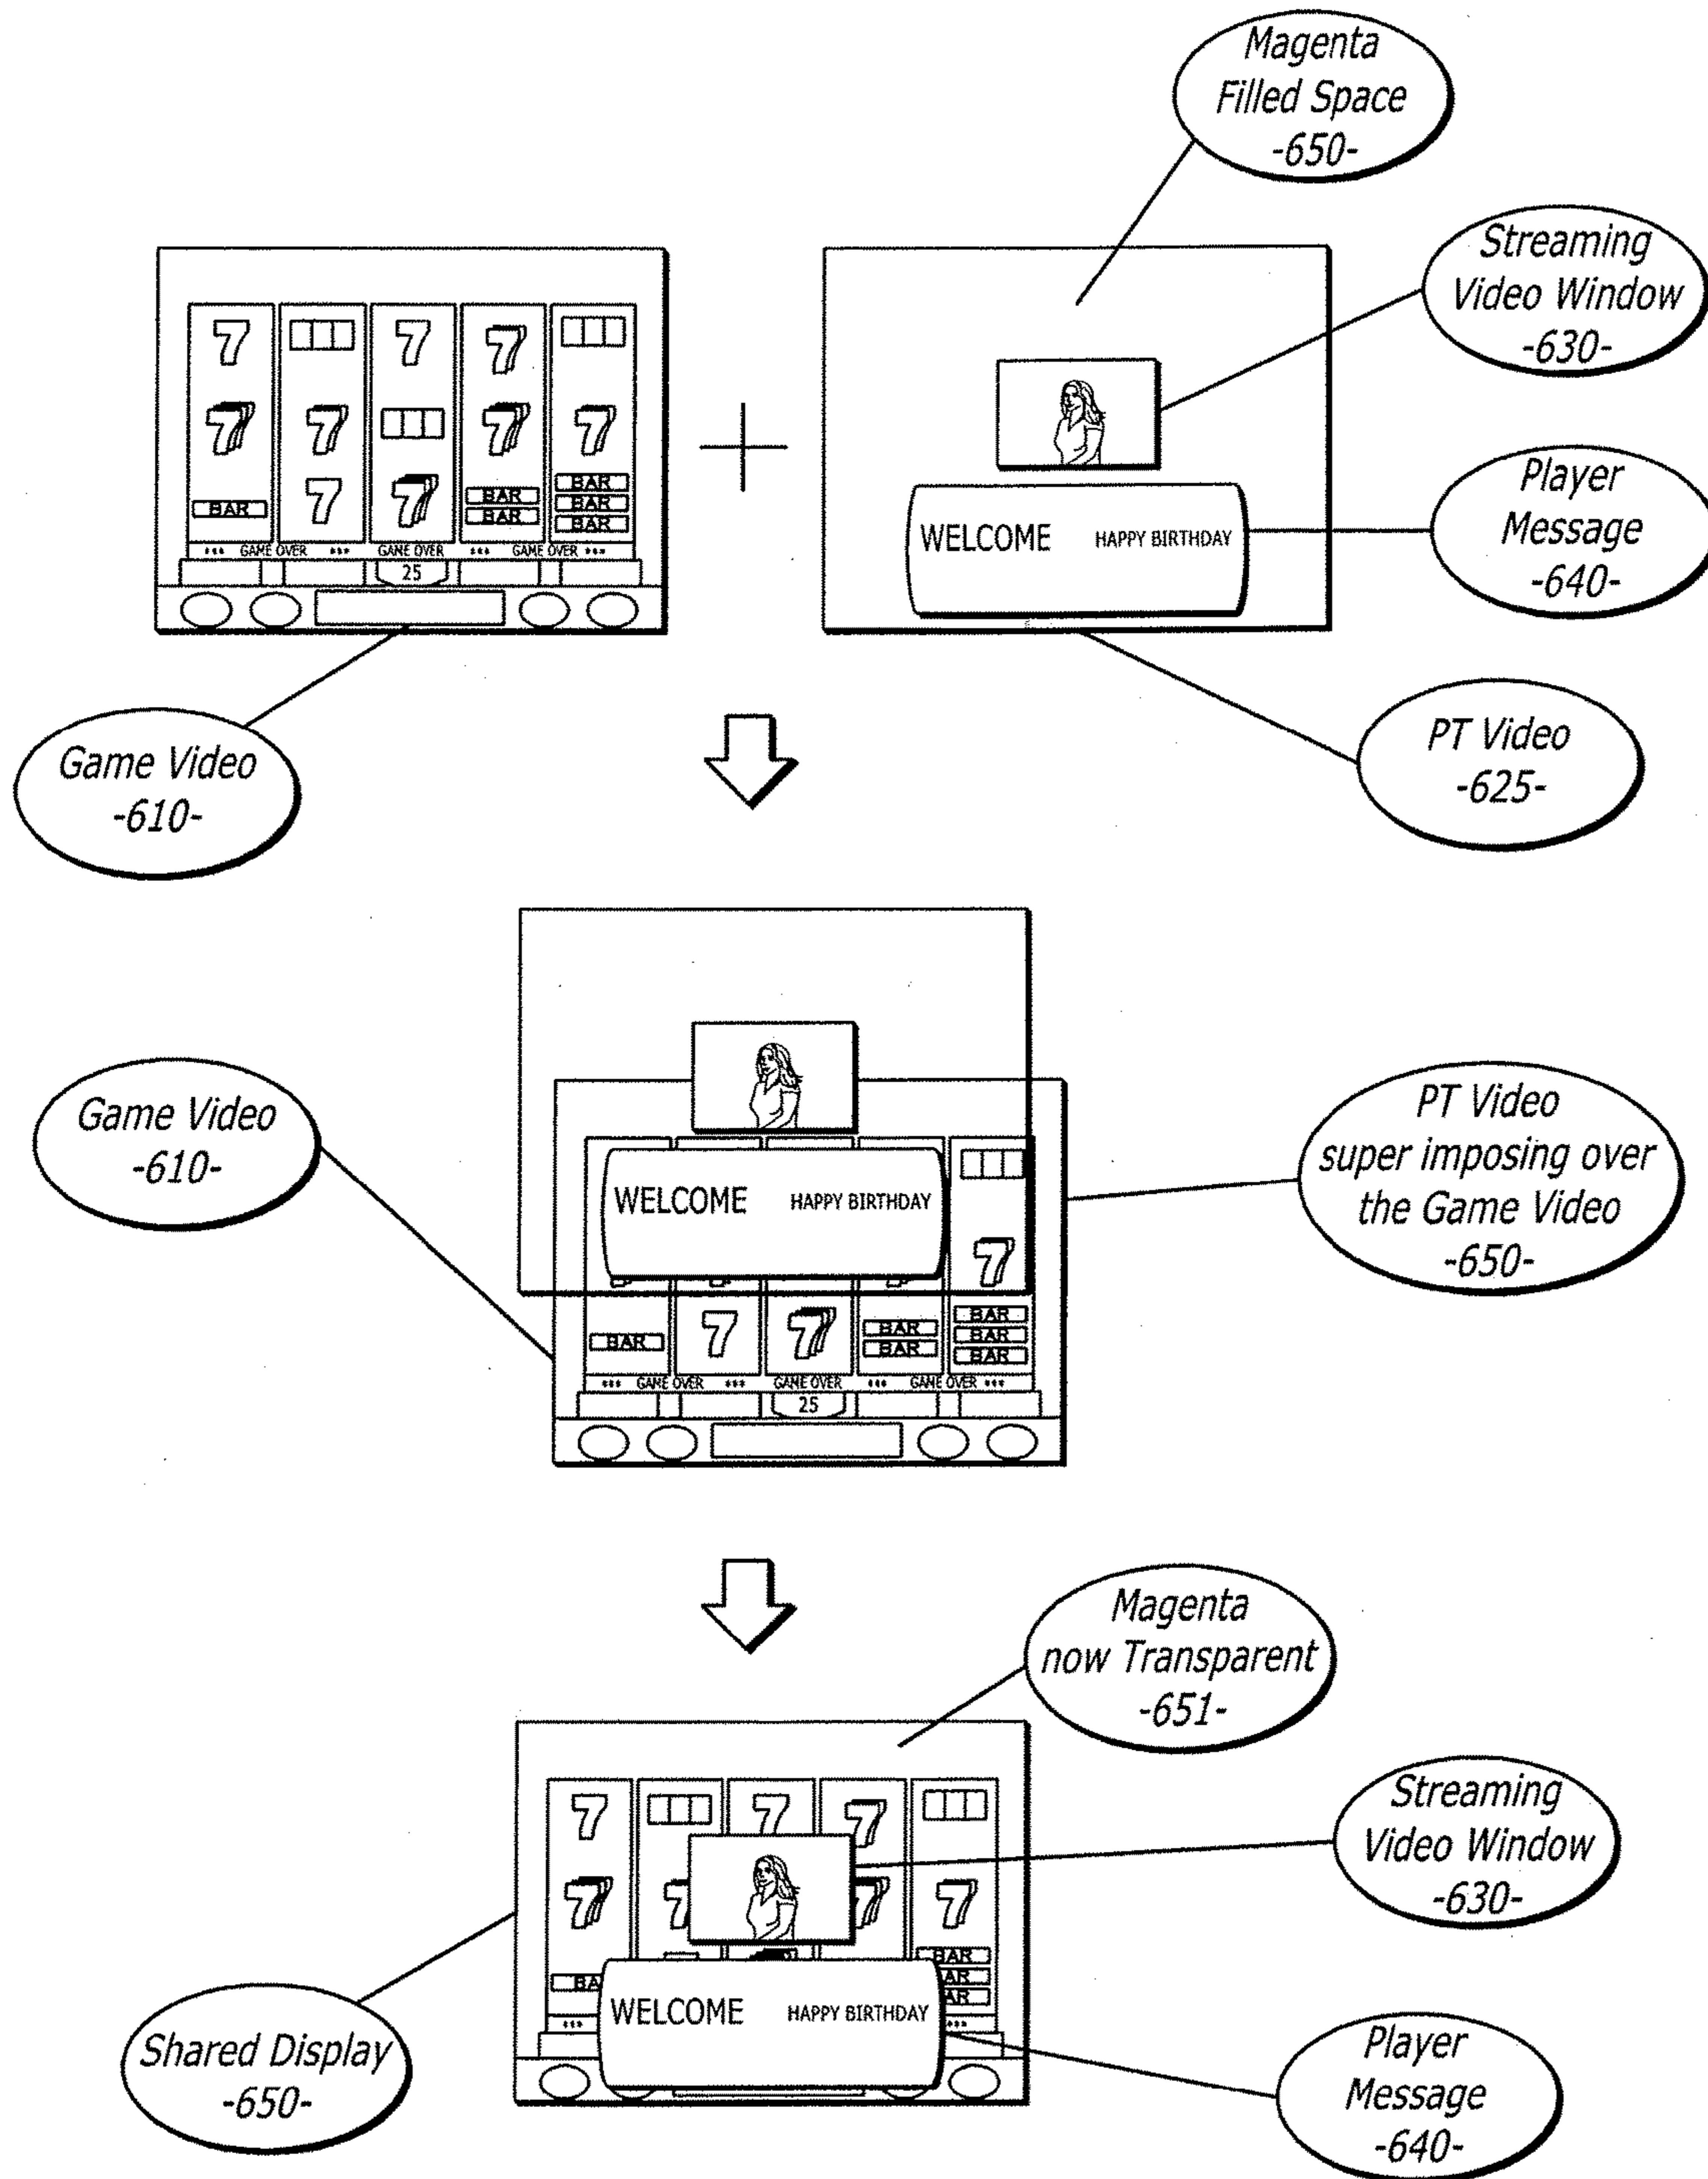 Magenta
Filled Space
-650-
Streaming
Video Window
-630-
7 7 7
7 7 7 7
BAR 7 7 BAR BAR
BAR BAR
BAR
*** GAME OVER *** GAME OVER *** GAME OVER ***
25
WELCOME HAPPY BIRTHDAY
Player
Message
-640-
Game Video
-610-
PT Video
-625-
Game Video
-610-
WELCOME HAPPY BIRTHDAY
7
BAR 7 7 BAR BAR
BAR BAR
BAR
*** GAME OVER *** GAME OVER *** GAME OVER ***
25
PT Video
super imposing over
the Game Video
-650-
Magenta
now Transparent
-651-
7 7 7
7 7 7 7
BAR
BA AR
AR
*** ***
WELCOME HAPPY BIRTHDAY
Streaming
Video Window
-630-
Shared Display
-650-
Player
Message
-640-